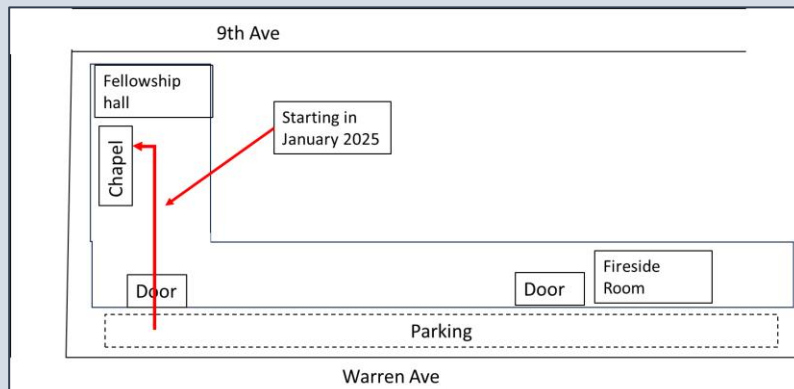 9th Ave
Fellowship
hall
Starting in
January 2025
Chapel
Door
Door
Fireside
Room
Parking
Warren Ave